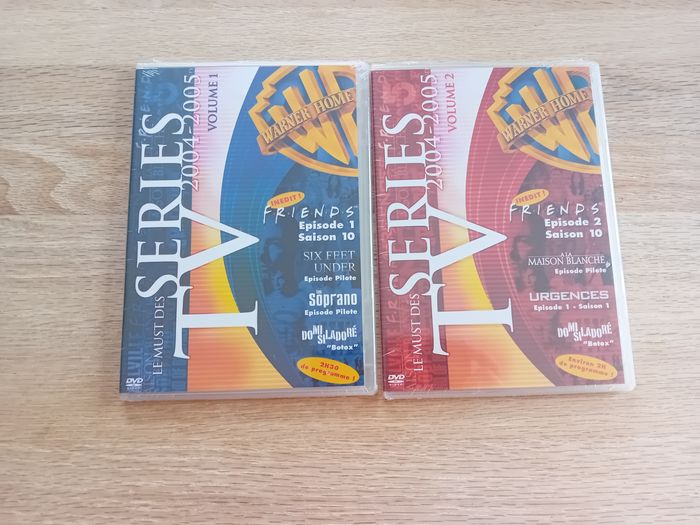 LE MUST DES
SERIES
TV
2004-2005
VOLUME 1
WARNER HOME
INEDIT !
FRIENDS
Episode 1
Saison 10
SIX FEET
UNDER
Episode Pilote
Les
Soprano
Episode Pilote
DOMISILADORÉ
"Botox"
2H30
de programme !
DVD
VIDEO
LE MUST DES
SERIES
TV
2004-2005
VOLUME 2
WARNER HOME
INEDIT !
FRIENDS
Episode 2
Saison 10
A LA
MAISON BLANCHE
Episode Pilote
URGENCES
Episode 1 - Saison 1
DOMISILADORÉ
"Botox"
Environ 2H
de programme !
DVD
VIDEO